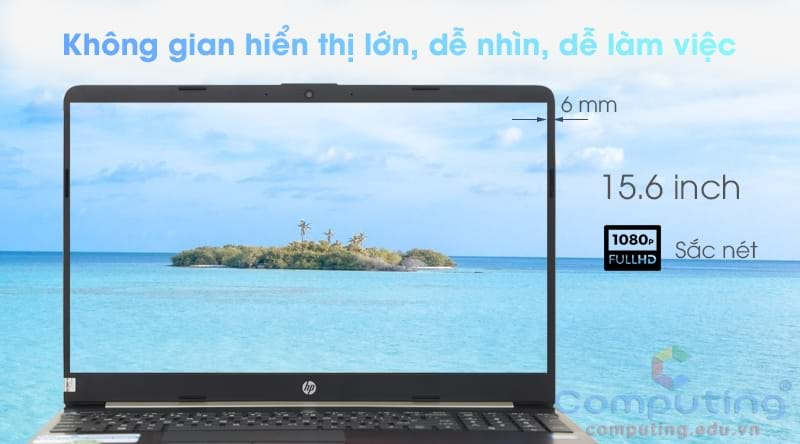 Không gian hiển thị lớn, dễ nhìn, dễ làm việc
6 mm
15.6 inch
1080P
FULLHD
Sắc nét
hp
Computing
computing.edu.vn